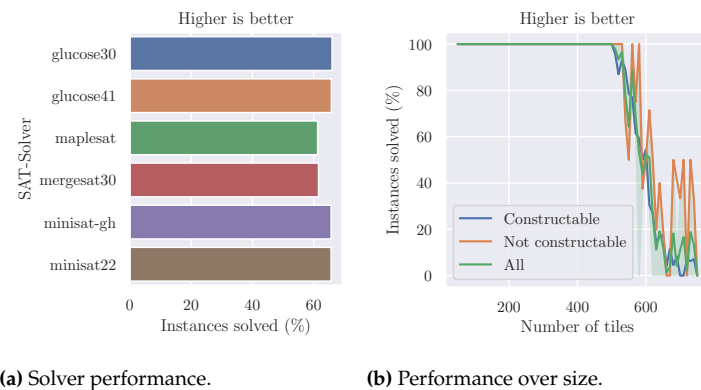 Higher is better
SAT-Solver
glucose30
glucose41
maplesat
mergesat30
minisat-gh
minisat22
0 20 40 60
Instances solved (%)
(a) Solver performance.
Higher is better
Instances solved (%)
100
80
60
40
20
0
Constructable
Not constructable
All
200 400 600
Number of tiles
(b) Performance over size.